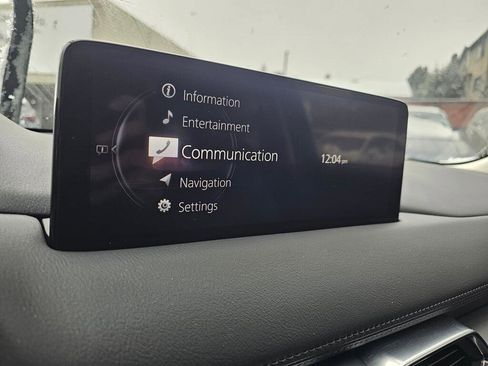 Information
Entertainment
Communication
12:04 pm
Navigation
Settings